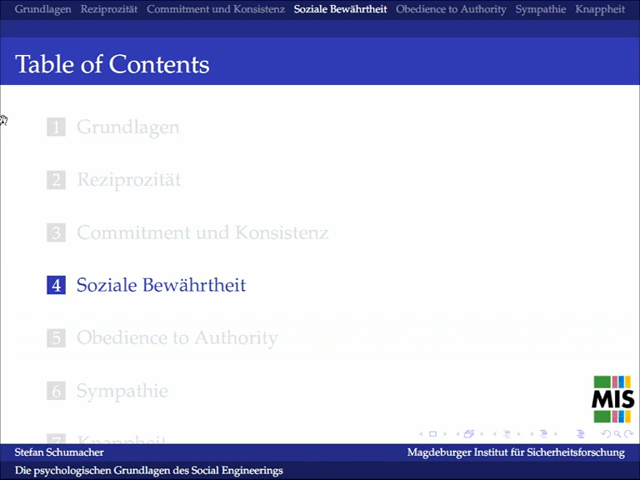 Grundlagen Reziprozität Commitment und Konsistenz Soziale Bewährtheit Obedience to Authority Sympathie Knappheit
Table of Contents
1 Grundlagen
2 Reziprozität
3 Commitment und Konsistenz
4 Soziale Bewährtheit
5 Obedience to Authority
6 Sympathie
7 Knappheit
MIS
Stefan Schumacher Magdeburger Institut für Sicherheitsforschung
Die psychologischen Grundlagen des Social Engineerings